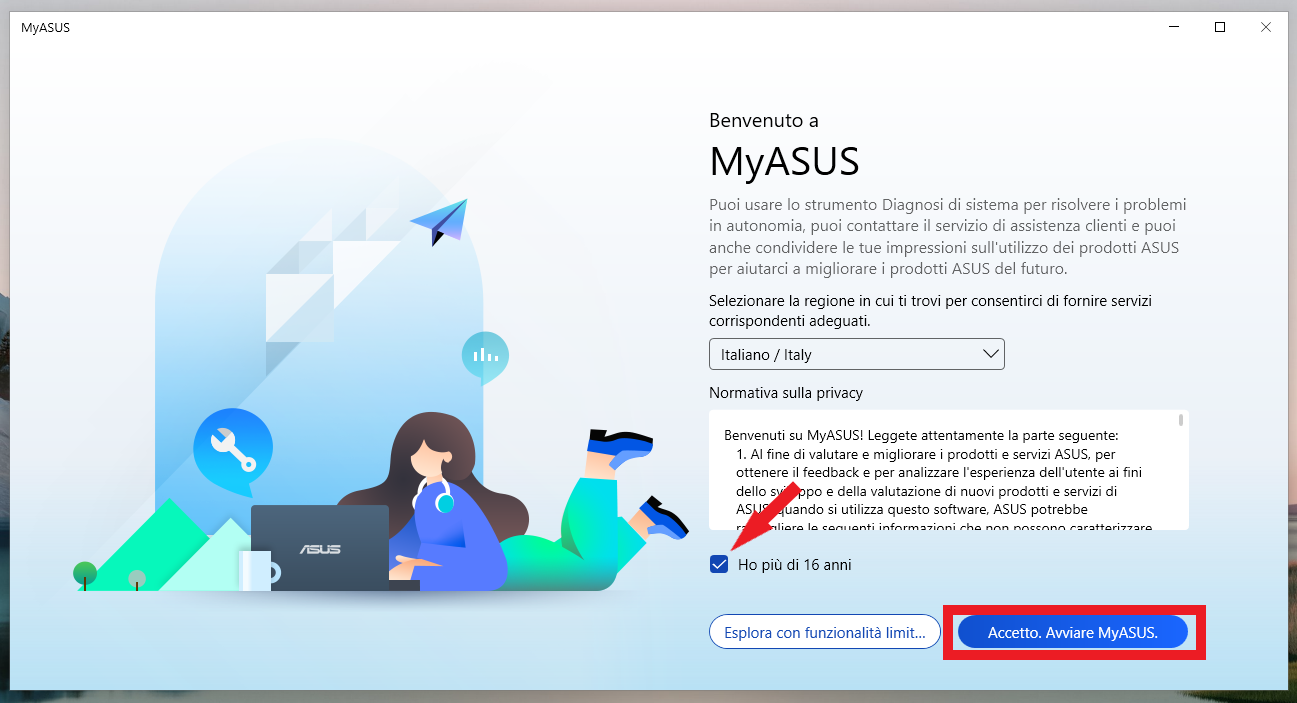 MyASUS
Benvenuto a
MyASUS
Puoi usare lo strumento Diagnosi di sistema per risolvere i problemi
in autonomia, puoi contattare il servizio di assistenza clienti e puoi
anche condividere le tue impressioni sull'utilizzo dei prodotti ASUS
per aiutarci a migliorare i prodotti ASUS del futuro.
Selezionare la regione in cui ti trovi per consentirci di fornire servizi
corrispondenti adeguati.
Italiano / Italy
Normativa sulla privacy
Benvenuti su MyASUS! Leggete attentamente la parte seguente:
1. Al fine di valutare e migliorare i prodotti e servizi ASUS, per
ottenere il feedback e per analizzare l'esperienza dell'utente ai fini
dello sviluppo e della valutazione di nuovi prodotti e servizi di
ASUS quando si utilizza questo software, ASUS potrebbe
raccogliere le seguenti informazioni che non possono caratterizzare
Ho più di 16 anni
Esplora con funzionalità limit...
Accetto. Avviare MyASUS.
ASUS